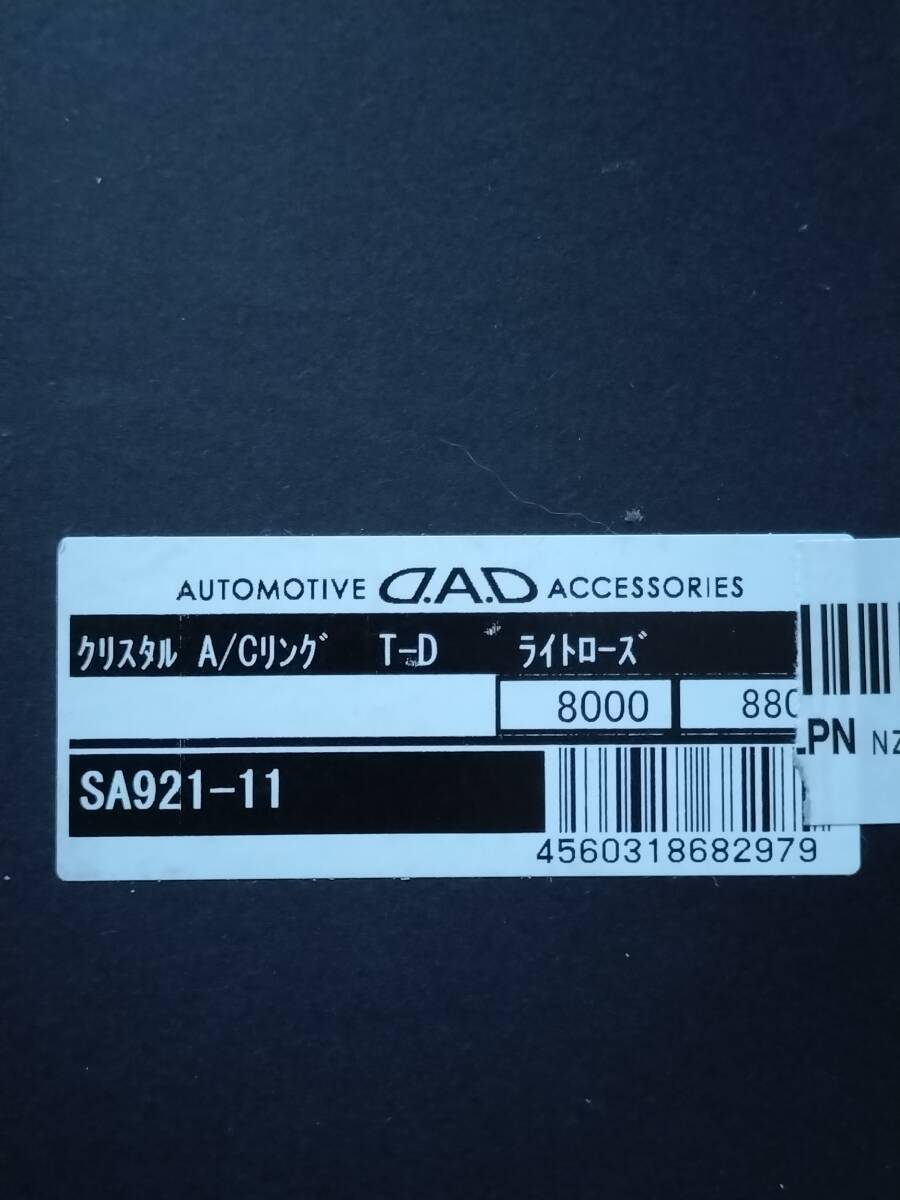 AUTOMOTIVE D.A.D ACCESSORIES
ｸﾘｽﾀﾙ A/Cﾘﾝｸﾞ T-D ﾗｲﾄﾛｰｽﾞ
8000 880
LPN NZ
SA921-11
4560318682979